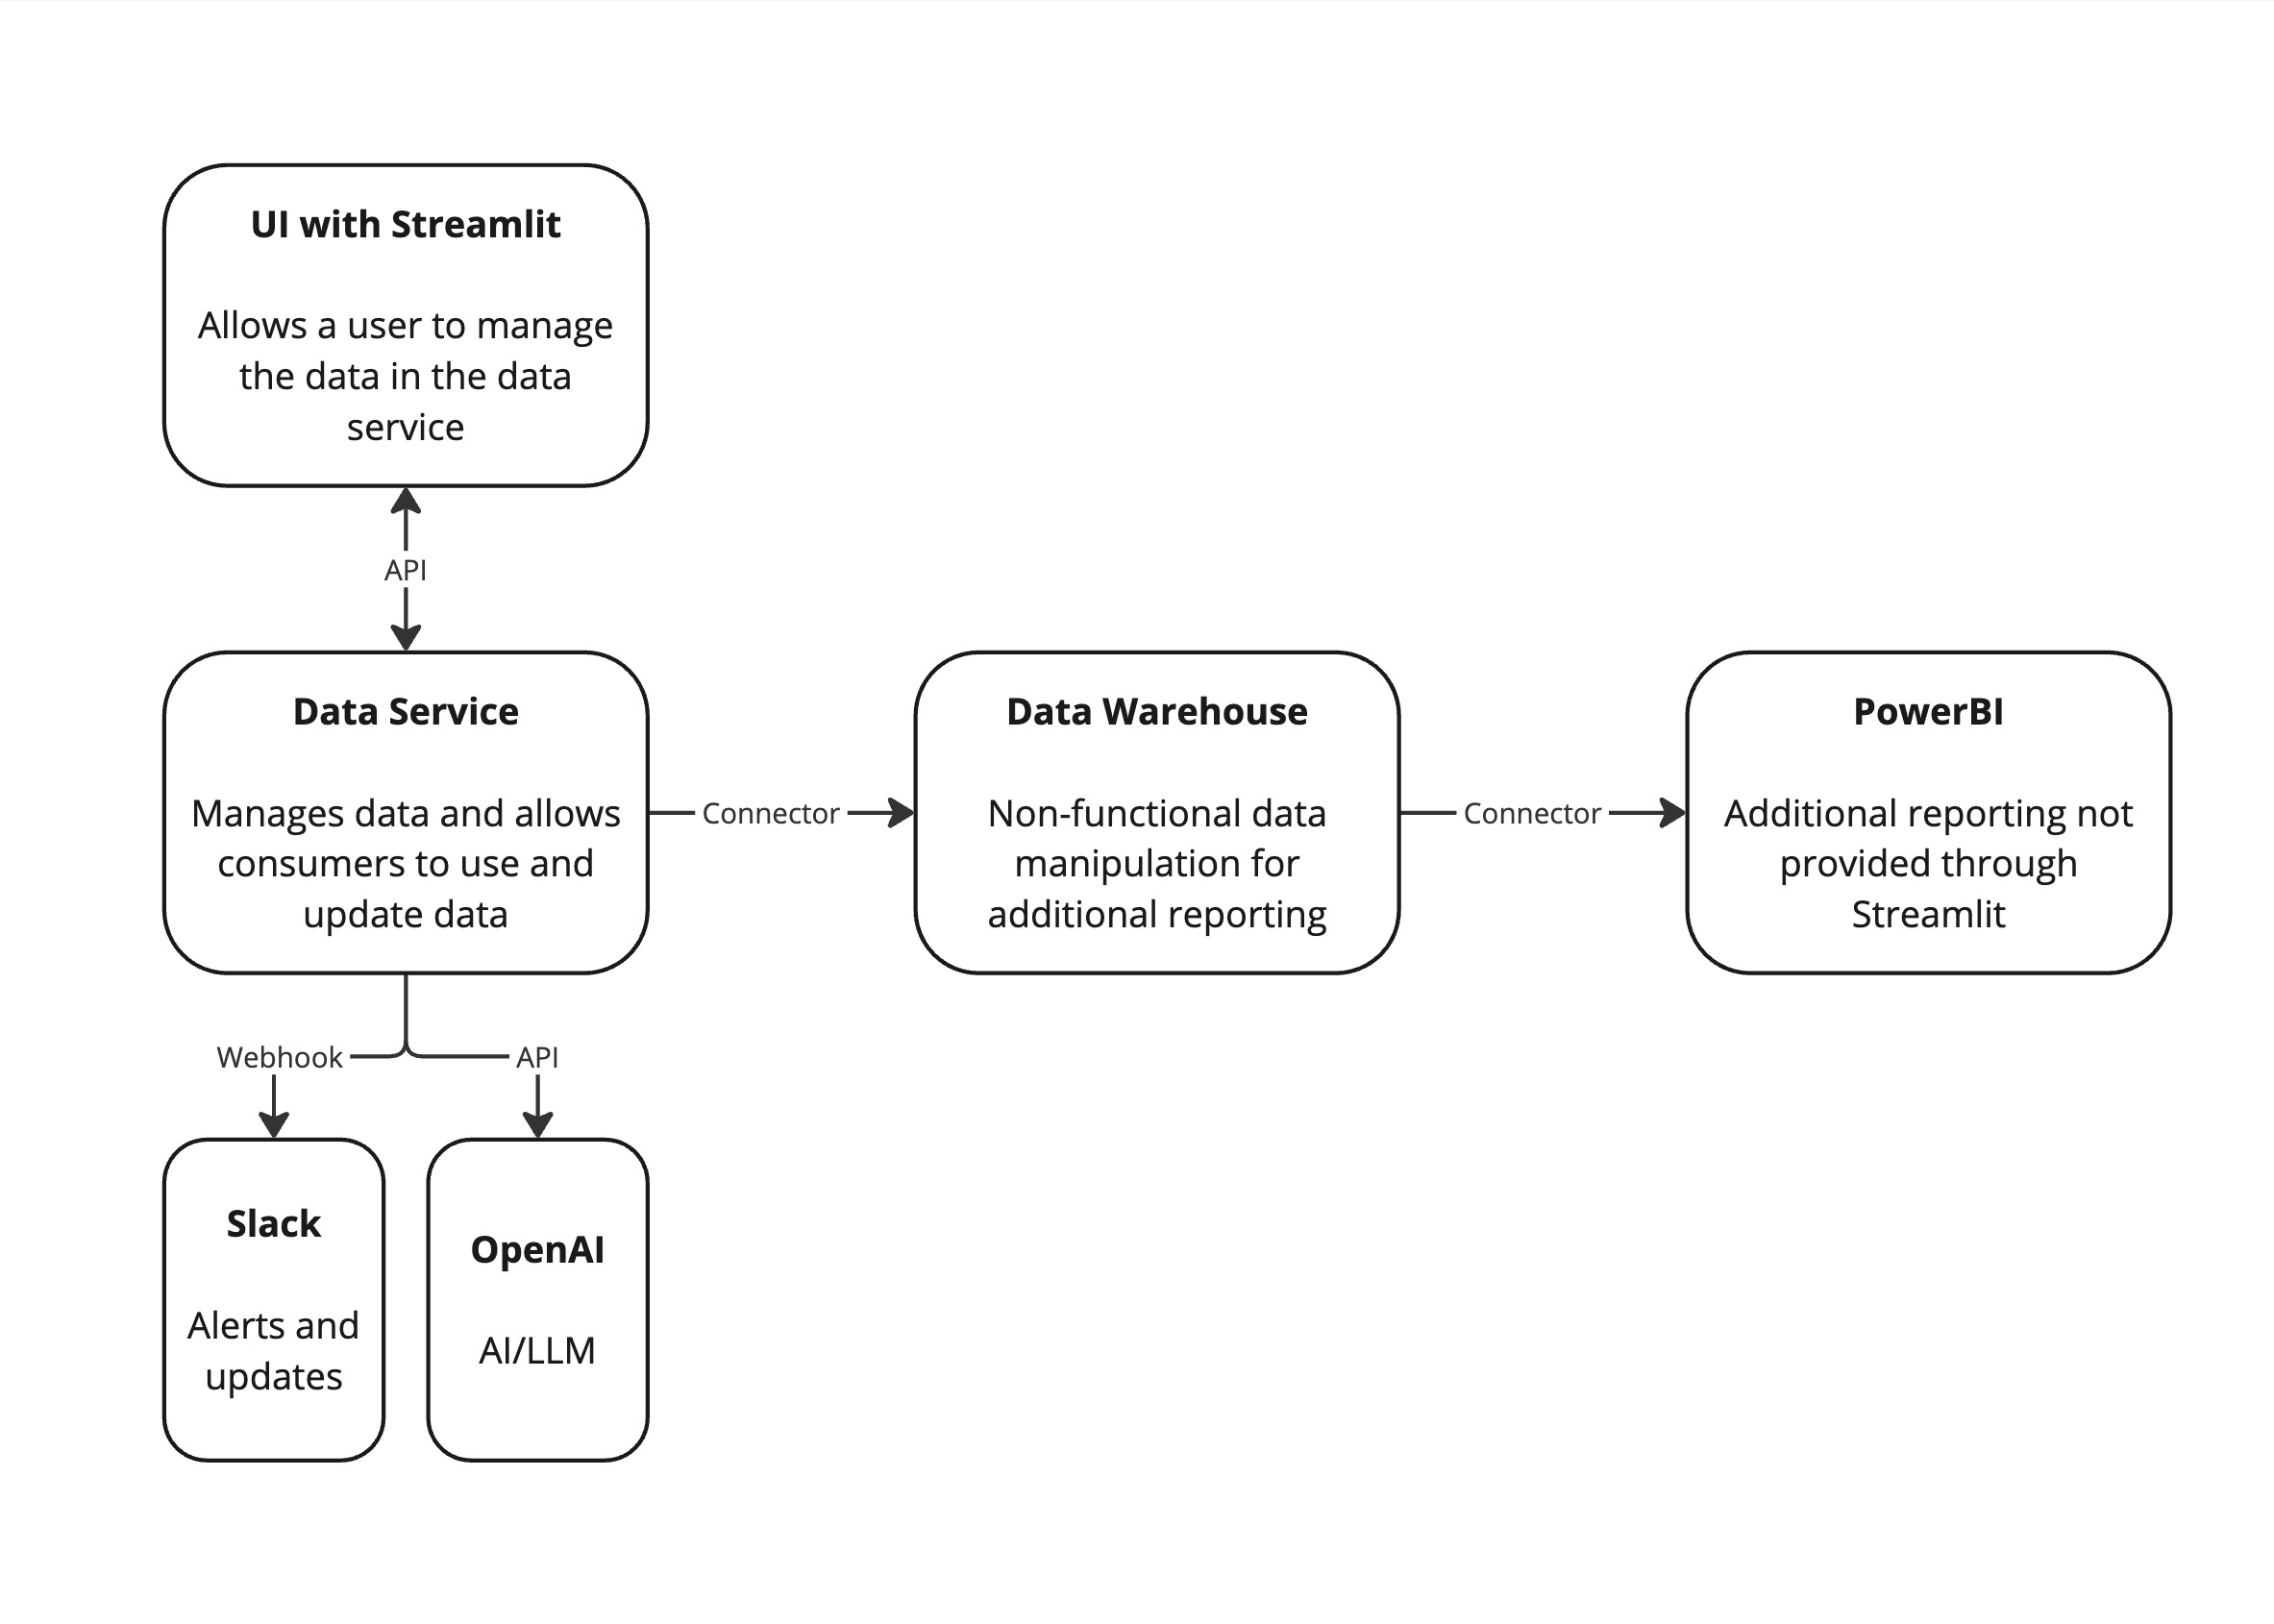 UI with Streamlit
Allows a user to manage
the data in the data
service
API
Data Service
Manages data and allows
consumers to use and
update data
Connector
Data Warehouse
Non-functional data
manipulation for
additional reporting
Connector
PowerBI
Additional reporting not
provided through
Streamlit
Webhook
API
Slack
Alerts and
updates
OpenAI
AI/LLM